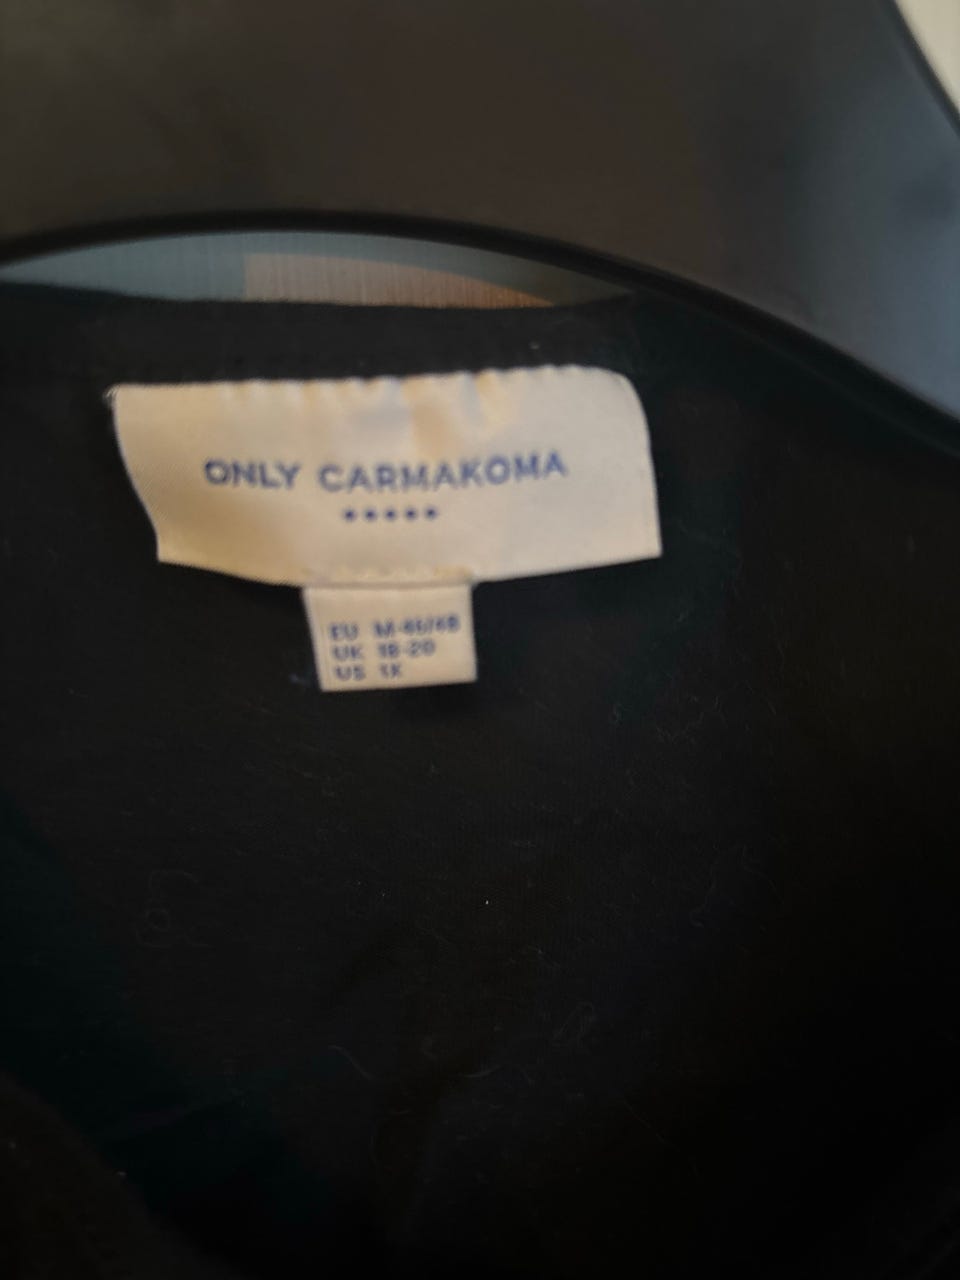 ONLY CARMAKOMA
EU M-46/48
UK 18-20
US 1X